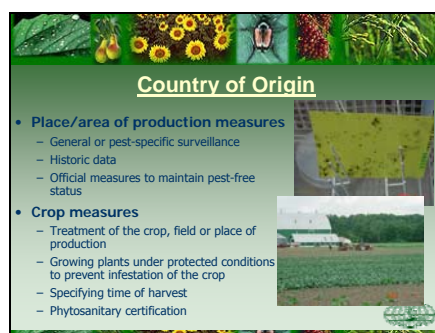 Country of Origin
• Place/area of production measures
– General or pest-specific surveillance
– Historic data
– Official measures to maintain pest-free
status
• Crop measures
– Treatment of the crop, field or place of
production
– Growing plants under protected conditions
to prevent infestation of the crop
– Specifying time of harvest
– Phytosanitary certification